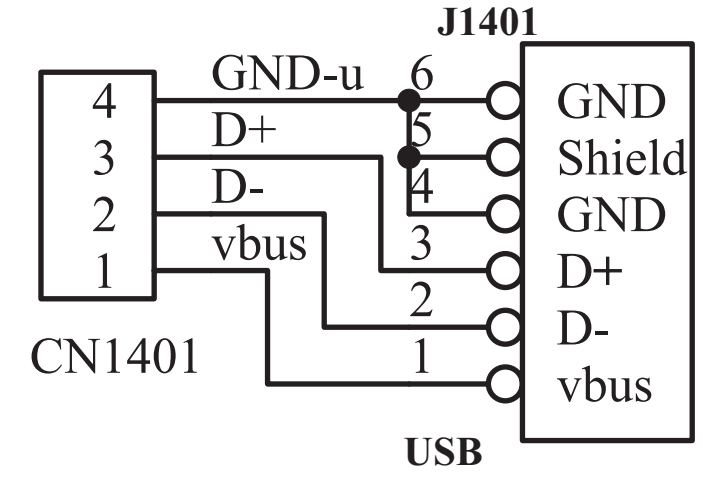 J1401
GND-u 6
4 GND
D+ 5
3 Shield
D- 4
2 GND
vbus 3
1 D+
2
D-
CN1401 1
vbus
USB